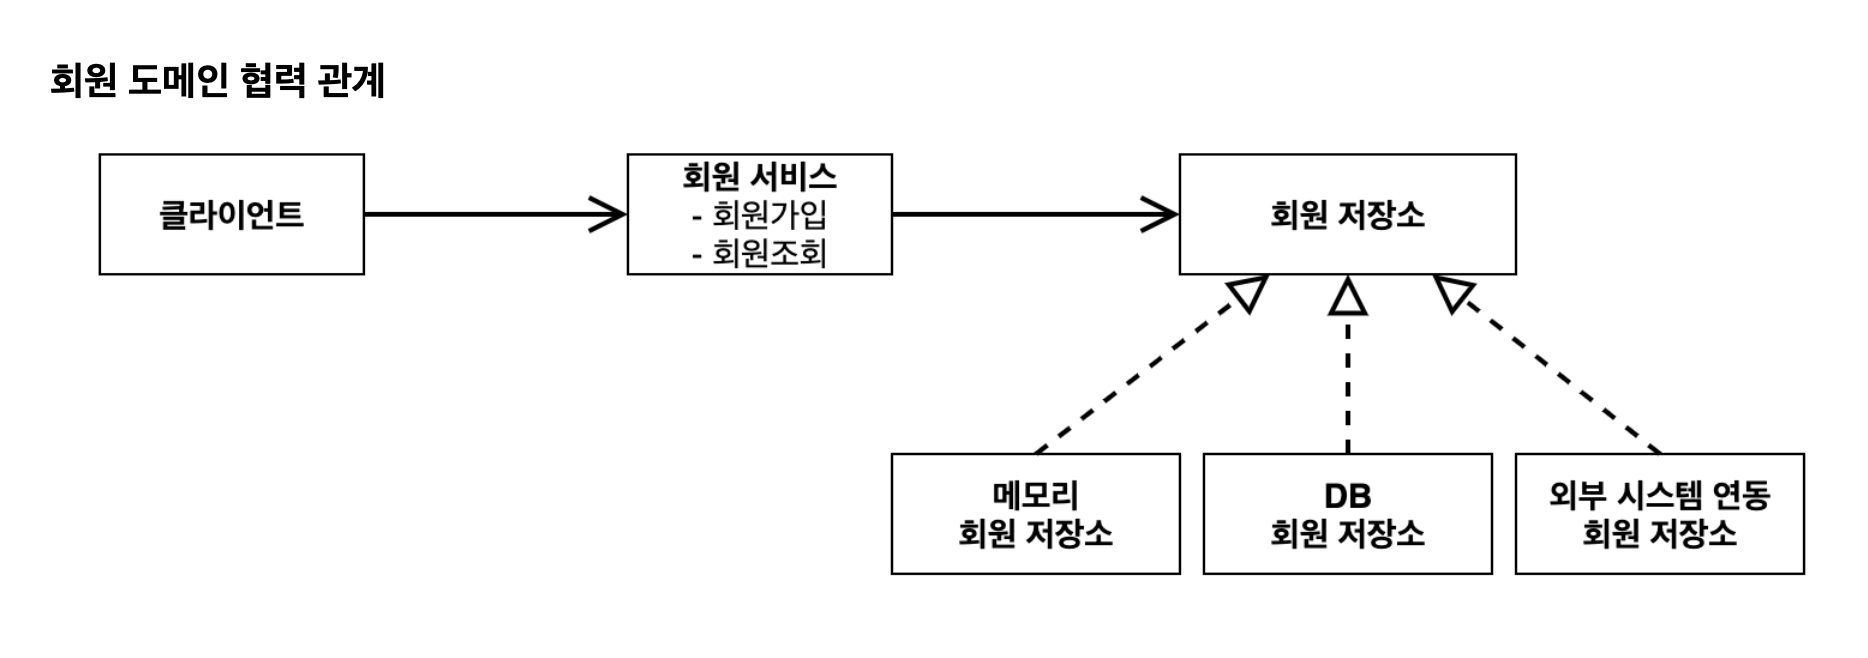 회원 도메인 협력 관계
클라이언트
회원 서비스
- 회원가입
- 회원조회
회원 저장소
메모리
회원 저장소
DB
회원 저장소
외부 시스템 연동
회원 저장소